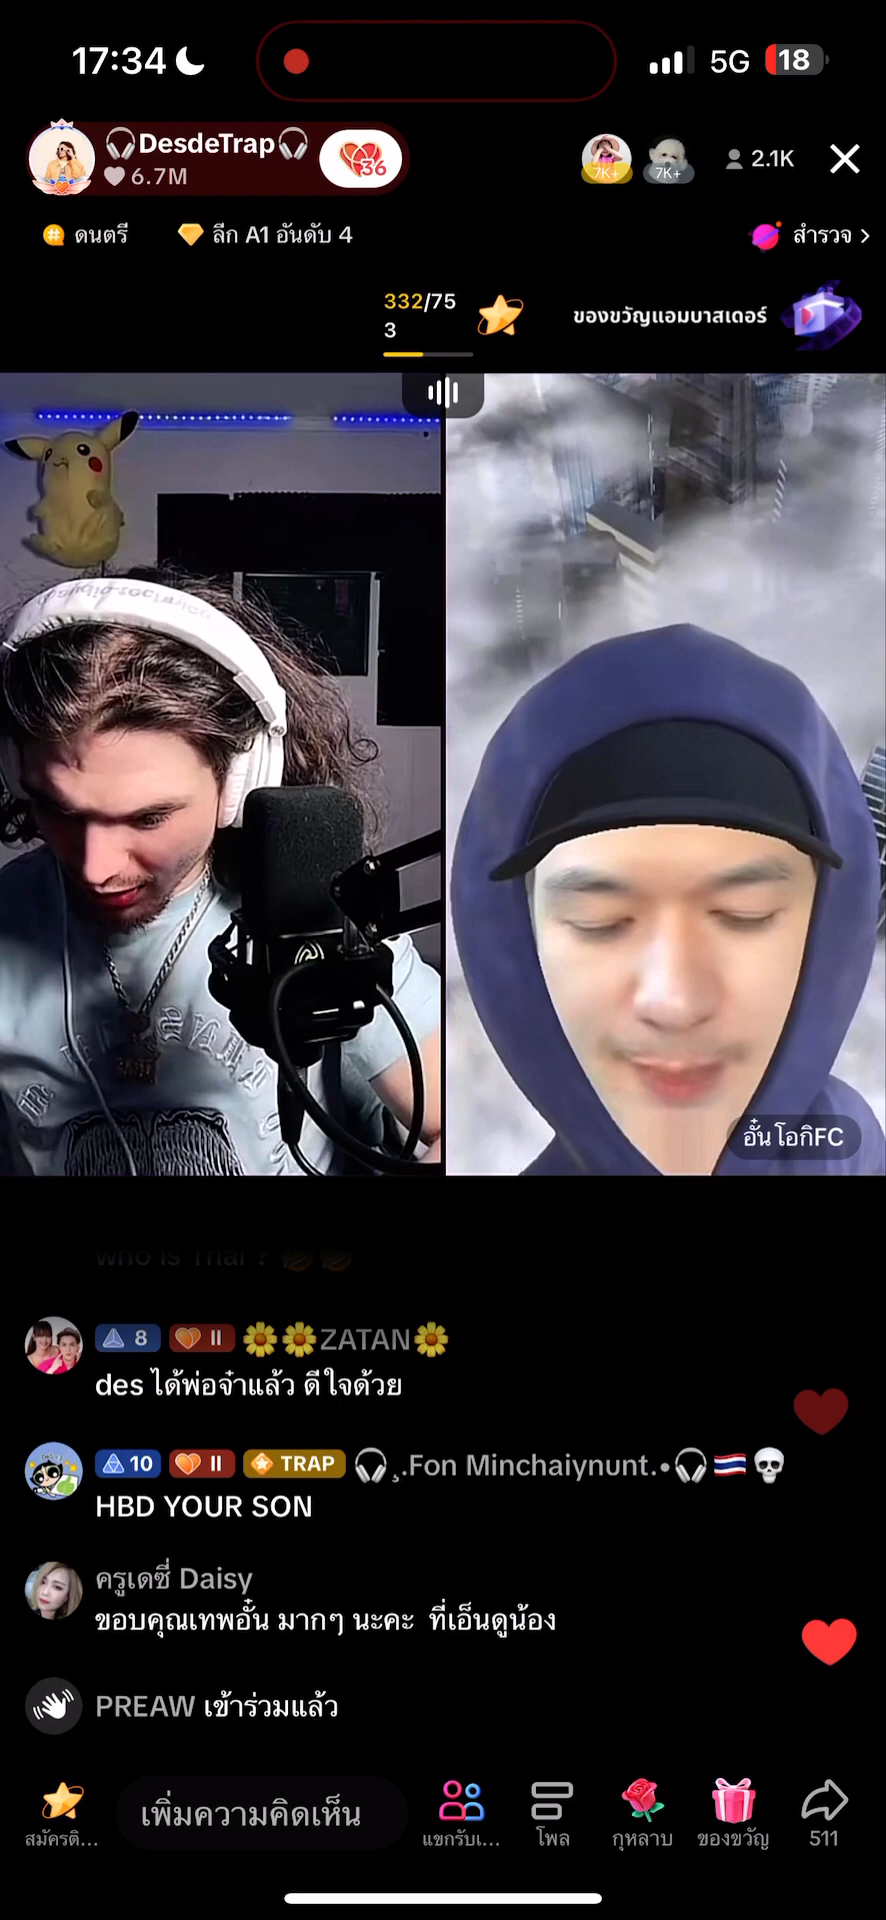 17:34
5G
18
🎧DesdeTrap🎧
6.7M
36
7K+
7K+
2.1K
ดนตรี
ลีก A1 อันดับ 4
สำรวจ
332/75
3
ของขวัญแอมบาสเดอร์
อั๋น โอกิFC
who is Thai ?
8 II 🌼🌼ZATAN🌼
des ได้พ่อจ๋าแล้ว ดีใจด้วย
10 II TRAP 🎧¸.Fon Minchaiynunt.•🎧🇹🇭💀
HBD YOUR SON
ครูเดซี่ Daisy
ขอบคุณเทพอั๋น มากๆ นะคะ ที่เอ็นดูน้อง
PREAW เข้าร่วมแล้ว
สมัครติ...
เพิ่มความคิดเห็น
แขกรับเ...
โพล
กุหลาบ
ของขวัญ
511